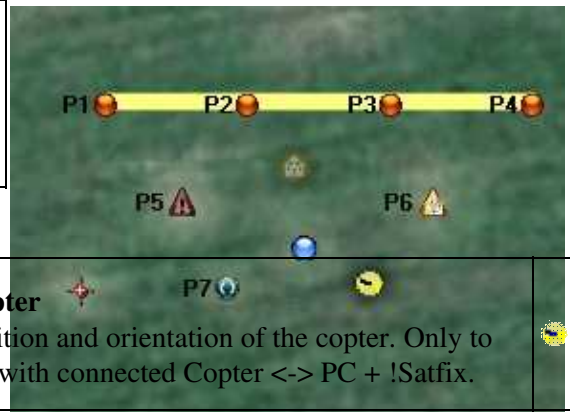 P1 P2 P3 P4
P5 P6
P7
pter
ition and orientation of the copter. Only to
with connected Copter <-> PC + !Satfix.